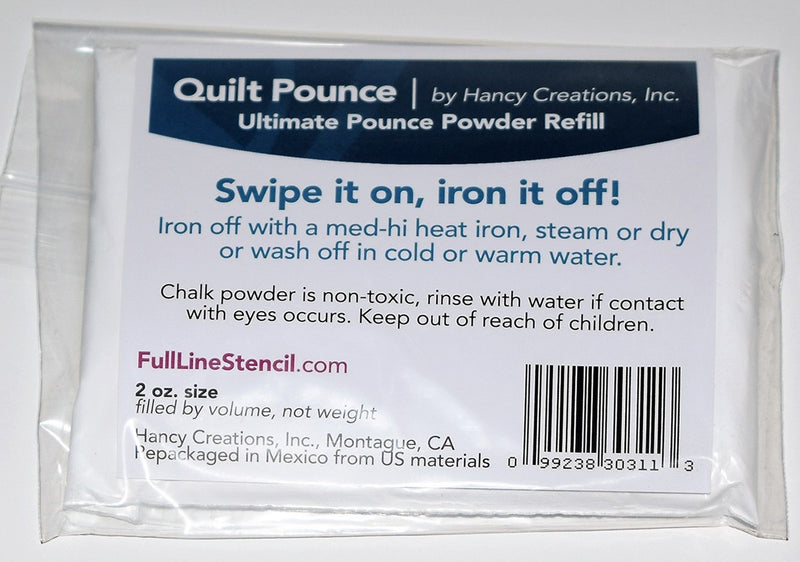 Quilt Pounce | by Hancy Creations, Inc.
Ultimate Pounce Powder Refill
Swipe it on, iron it off!
Iron off with a med-hi heat iron, steam or dry
or wash off in cold or warm water.
Chalk powder is non-toxic, rinse with water if contact
with eyes occurs. Keep out of reach of children.
FullLineStencil.com
2 oz. size
filled by volume, not weight
Hancy Creations, Inc., Montague, CA
Repackaged in Mexico from US materials
0 99238 30311 3